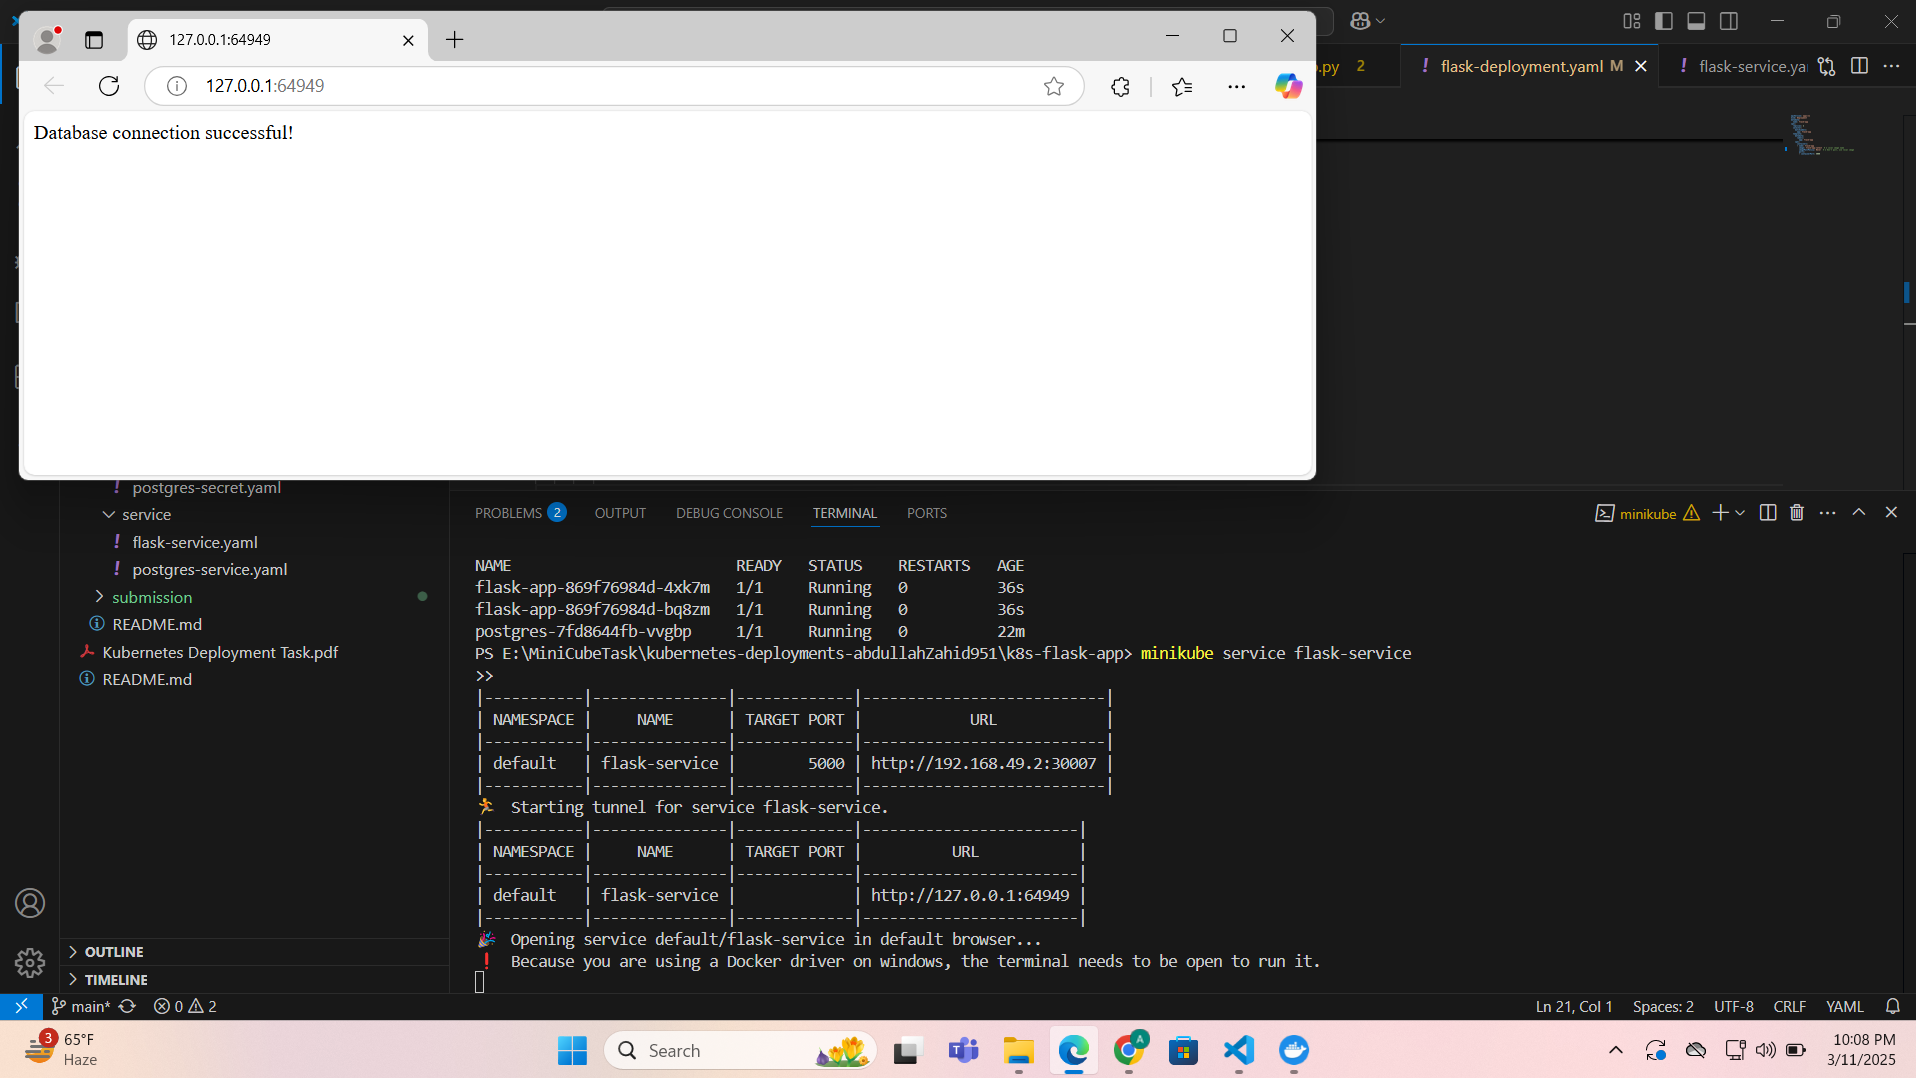 127.0.0.1:64949
127.0.0.1:64949
Database connection successful!
.py 2
flask-deployment.yaml M
flask-service.ya
postgres-secret.yaml
service
flask-service.yaml
postgres-service.yaml
submission
README.md
Kubernetes Deployment Task.pdf
README.md
OUTLINE
TIMELINE
PROBLEMS 2 OUTPUT DEBUG CONSOLE TERMINAL PORTS
minikube
NAME READY STATUS RESTARTS AGE
flask-app-869f76984d-4xk7m 1/1 Running 0 36s
flask-app-869f76984d-bq8zm 1/1 Running 0 36s
postgres-7fd8644fb-vvgbp 1/1 Running 0 22m
PS E:\MiniCubeTask\kubernetes-deployments-abdullahZahid951\k8s-flask-app> minikube service flask-service
>>
|-----------|---------------|-------------|---------------------------|
| NAMESPACE | NAME | TARGET PORT | URL |
|-----------|---------------|-------------|---------------------------|
| default | flask-service | 5000 | http://192.168.49.2:30007 |
|-----------|---------------|-------------|---------------------------|
🏃 Starting tunnel for service flask-service.
|-----------|---------------|-------------|------------------------|
| NAMESPACE | NAME | TARGET PORT | URL |
|-----------|---------------|-------------|------------------------|
| default | flask-service | | http://127.0.0.1:64949 |
|-----------|---------------|-------------|------------------------|
🎉 Opening service default/flask-service in default browser...
❗ Because you are using a Docker driver on windows, the terminal needs to be open to run it.
main* 0 2
Ln 21, Col 1 Spaces: 2 UTF-8 CRLF YAML
3
65°F
Haze
Search
A
10:08 PM
3/11/2025